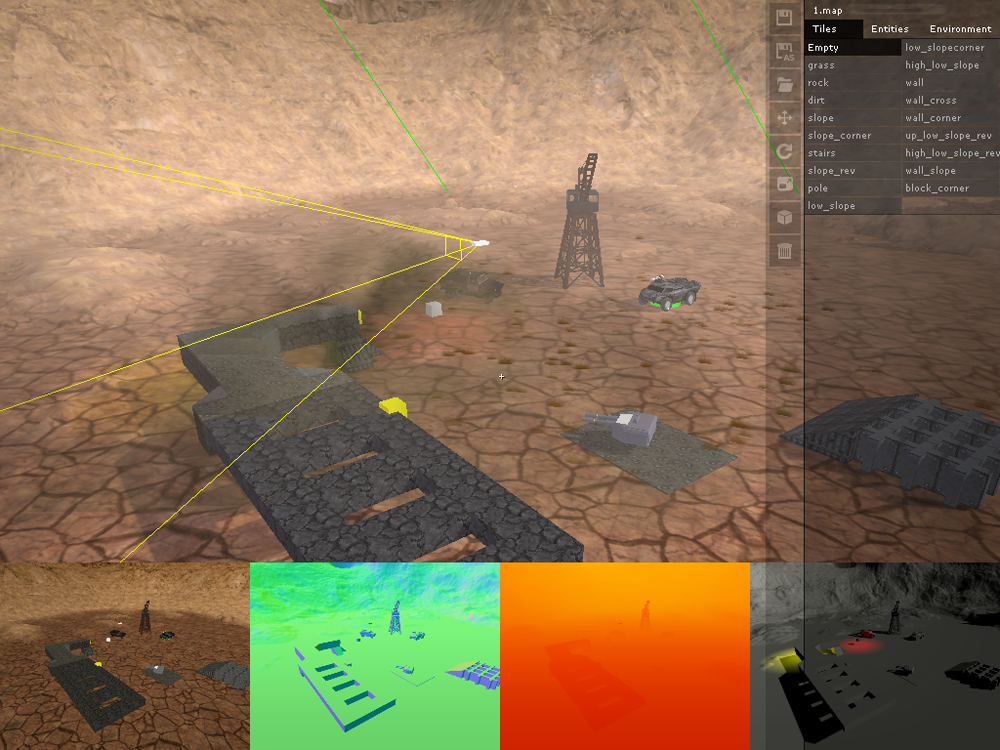 AS
1.map
Tiles Entities Environment
Empty low_slopecorner
grass high_low_slope
rock wall
dirt wall_cross
slope wall_corner
slope_corner up_low_slope_rev
stairs high_low_slope_rev
slope_rev wall_slope
pole block_corner
low_slope